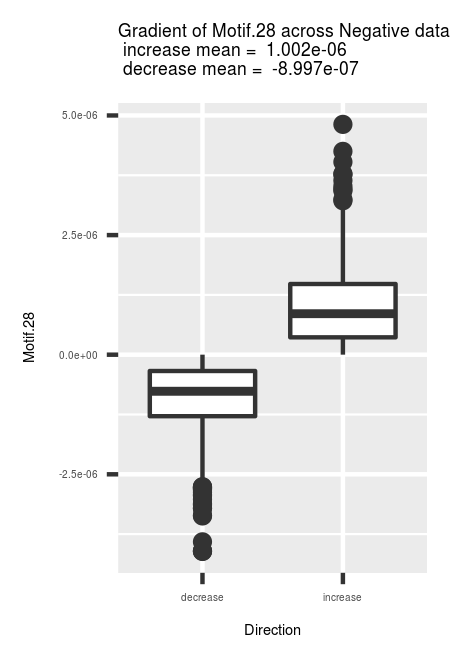 Gradient of Motif.28 across Negative data
increase mean =  1.002e-06
decrease mean =  -8.997e-07
5.0e-06
2.5e-06
0.0e+00
-2.5e-06
Motif.28
decrease
increase
Direction